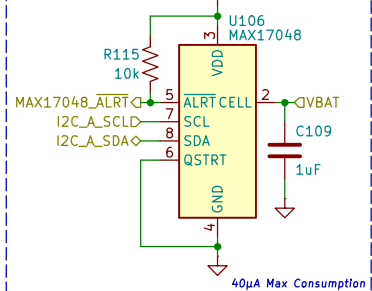 U106
MAX17048
R115
10k
3
VDD
MAX17048_ALRT
5
ALRT
CELL
2
VBAT
I2C_A_SCL
7
SCL
I2C_A_SDA
8
SDA
6
QSTRT
C109
1uF
GND
4
40µA Max Consumption